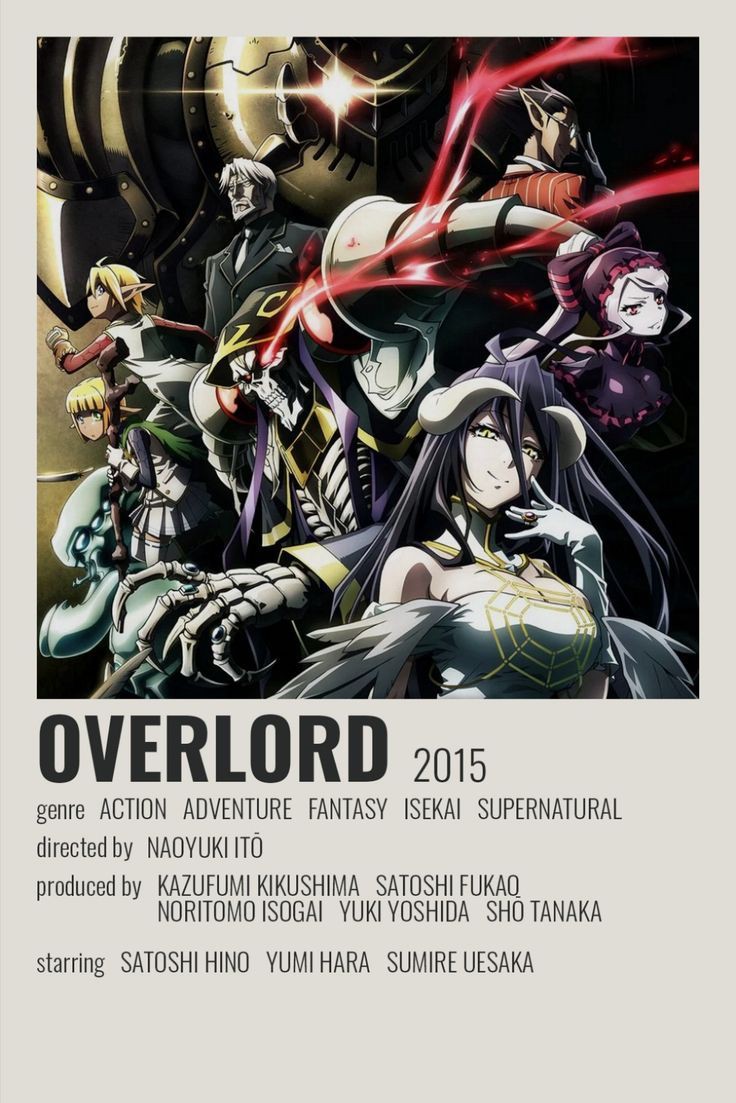 OVERLORD 2015
genre ACTION ADVENTURE FANTASY ISEKAI SUPERNATURAL
directed by NAOYUKI ITŌ
produced by KAZUFUMI KIKUSHIMA SATOSHI FUKAO
NORITOMO ISOGAI YUKI YOSHIDA SHŌ TANAKA
starring SATOSHI HINO YUMI HARA SUMIRE UESAKA